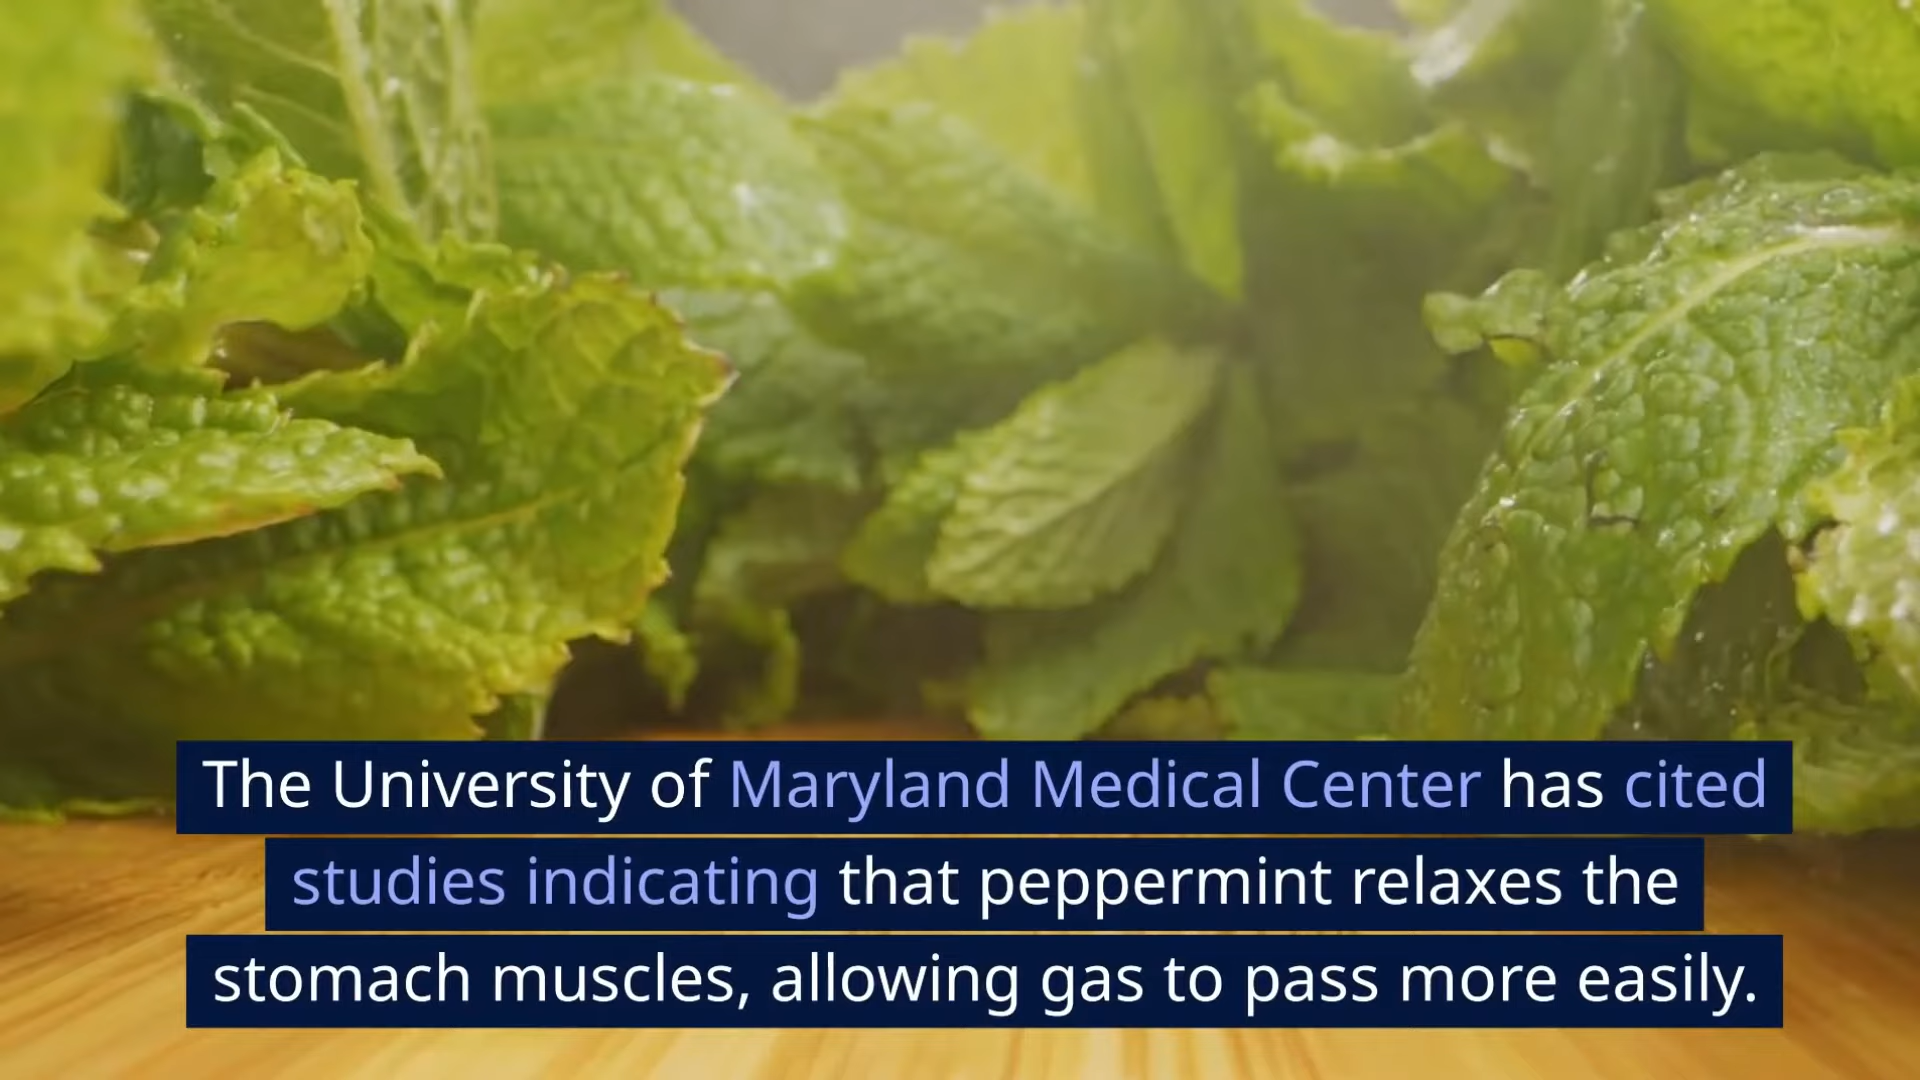 The University of Maryland Medical Center has cited
studies indicating that peppermint relaxes the
stomach muscles, allowing gas to pass more easily.